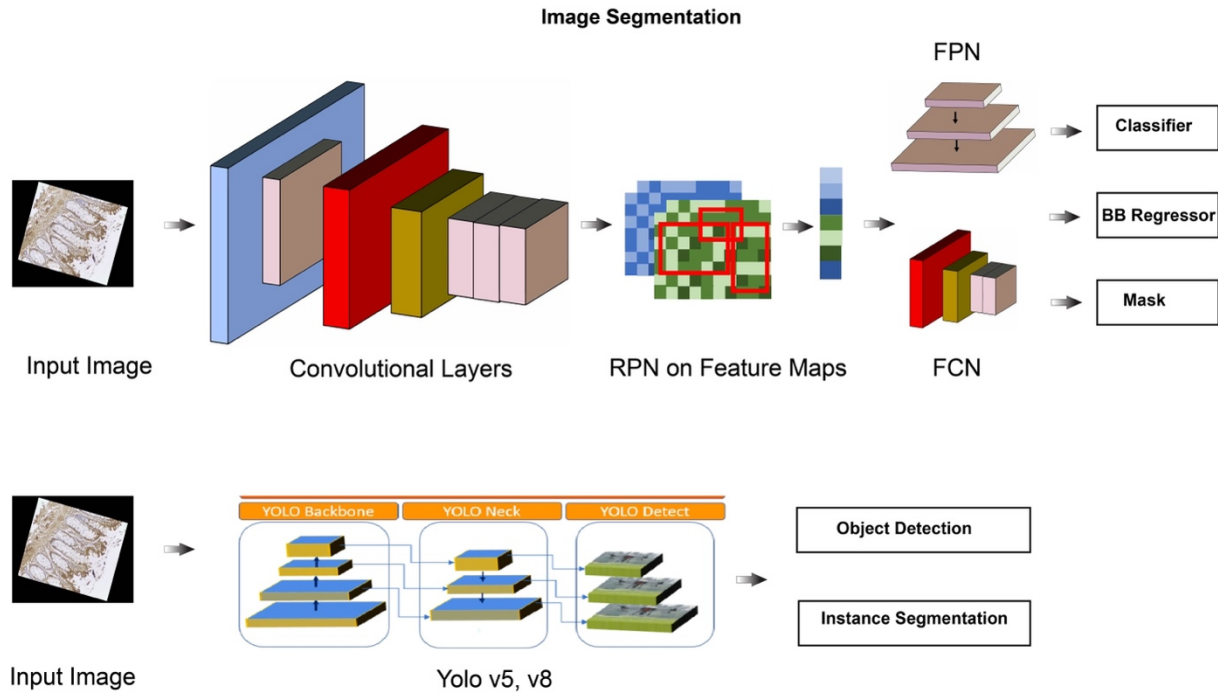 Image Segmentation
FPN
Classifier
BB Regressor
Mask
Input Image
Convolutional Layers
RPN on Feature Maps
FCN
YOLO Backbone
YOLO Neck
YOLO Detect
Object Detection
Instance Segmentation
Input Image
Yolo v5, v8